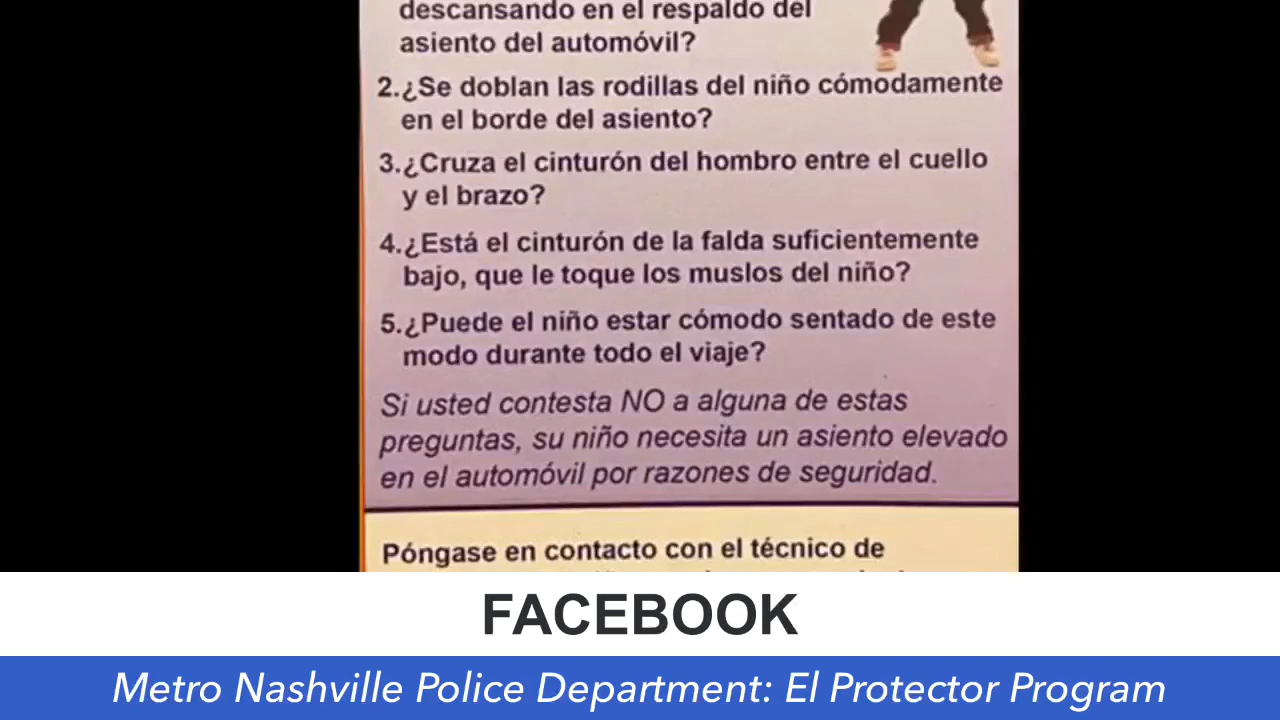 descansando en el respaldo del
asiento del automóvil?
2.¿Se doblan las rodillas del niño cómodamente
en el borde del asiento?
3.¿Cruza el cinturón del hombro entre el cuello
y el brazo?
4.¿Está el cinturón de la falda suficientemente
bajo, que le toque los muslos del niño?
5.¿Puede el niño estar cómodo sentado de este
modo durante todo el viaje?
Si usted contesta NO a alguna de estas
preguntas, su niño necesita un asiento elevado
en el automóvil por razones de seguridad.
Póngase en contacto con el técnico de
FACEBOOK
Metro Nashville Police Department: El Protector Program